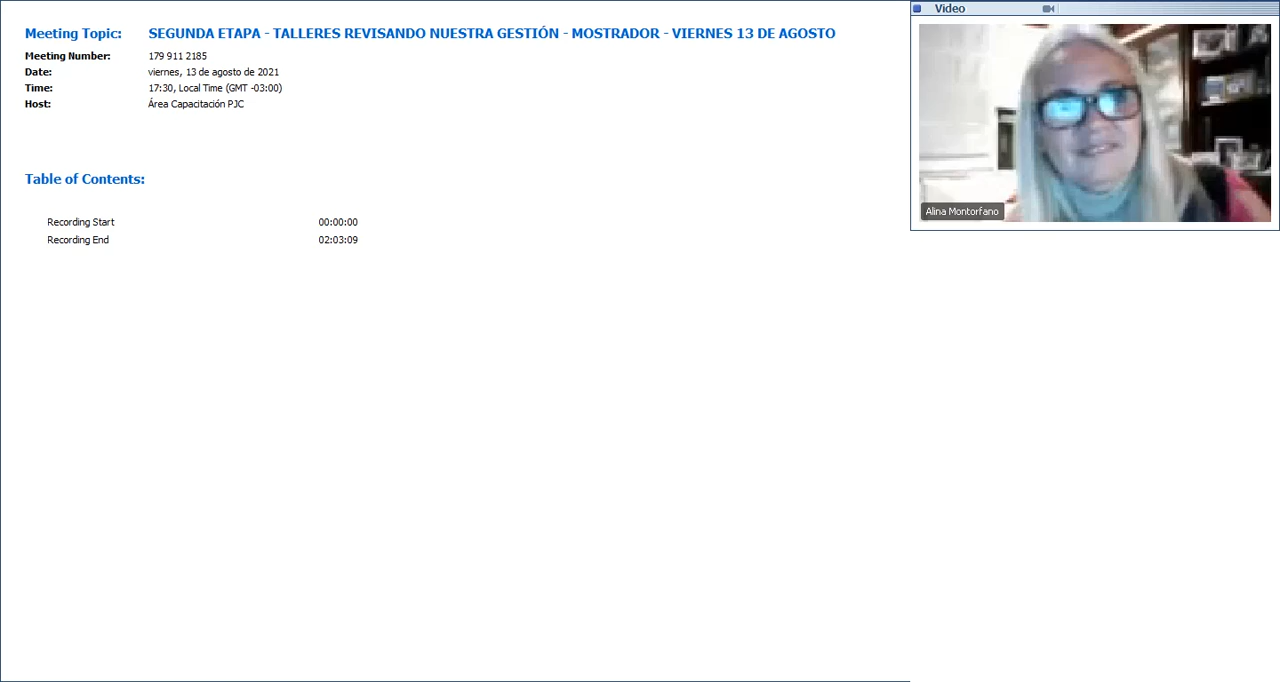 Meeting Topic: SEGUNDA ETAPA - TALLERES REVISANDO NUESTRA GESTIÓN - MOSTRADOR - VIERNES 13 DE AGOSTO
Meeting Number: 179 911 2185
Date: viernes, 13 de agosto de 2021
Time: 17:30, Local Time (GMT -03:00)
Host: Área Capacitación PJC
Table of Contents:
Recording Start 00:00:00
Recording End 02:03:09
Video
Alina Montorfano